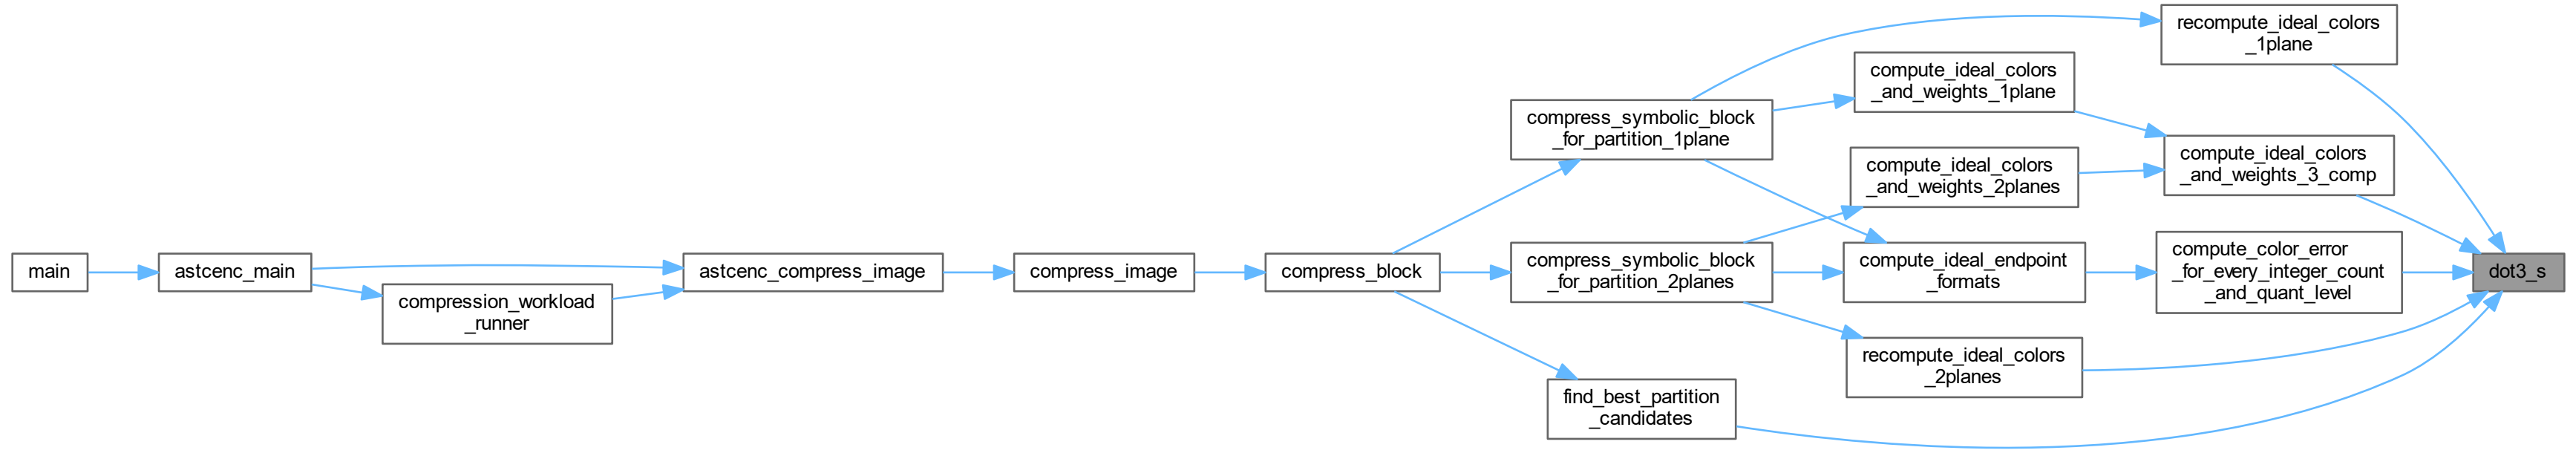 main
astcenc_main
compression_workload
_runner
astcenc_compress_image
compress_image
compress_block
compress_symbolic_block
_for_partition_1plane
compress_symbolic_block
_for_partition_2planes
find_best_partition
_candidates
compute_ideal_colors
_and_weights_1plane
compute_ideal_colors
_and_weights_2planes
compute_ideal_endpoint
_formats
recompute_ideal_colors
_2planes
recompute_ideal_colors
_1plane
compute_ideal_colors
_and_weights_3_comp
compute_color_error
_for_every_integer_count
_and_quant_level
dot3_s